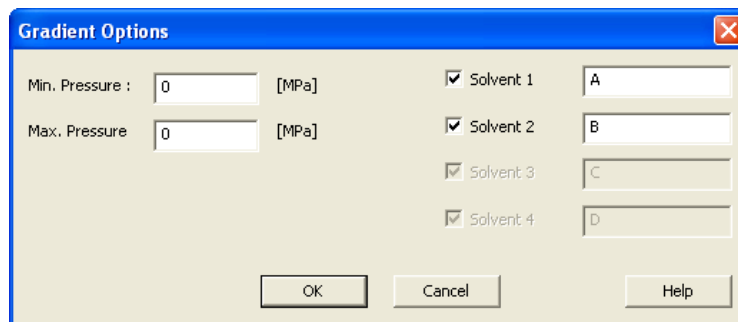 Gradient Options
Min. Pressure : 0 [MPa] Solvent 1 A
Max. Pressure 0 [MPa] Solvent 2 B
Solvent 3 C
Solvent 4 D
OK Cancel Help